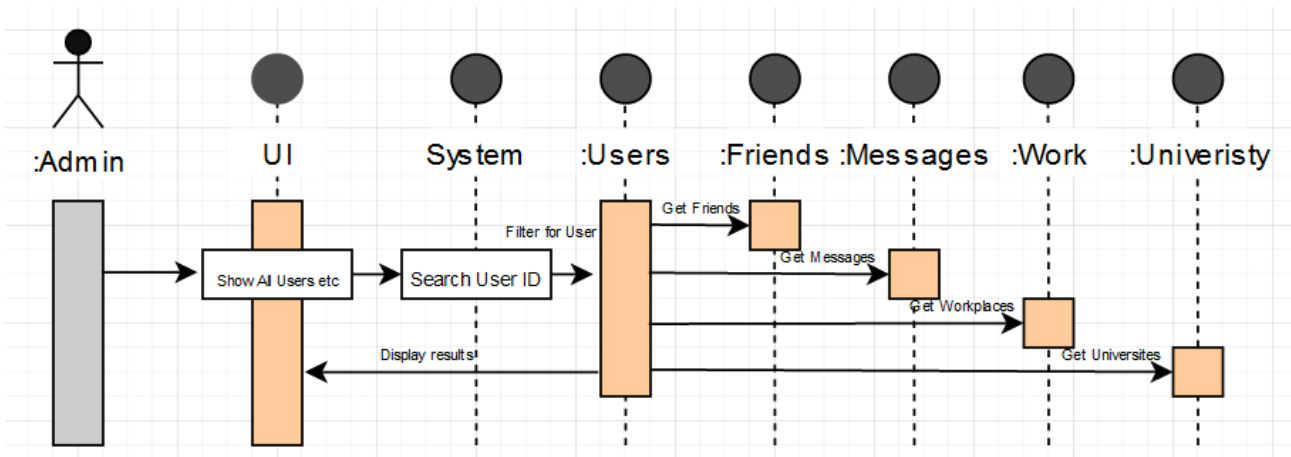 :Admin
UI
System
:Users
:Friends
:Messages
:Work
:Univeristy
Get Friends
Filter for User
Get Messages
Show All Users etc
Search User ID
Get Workplaces
Display results
Get Universites